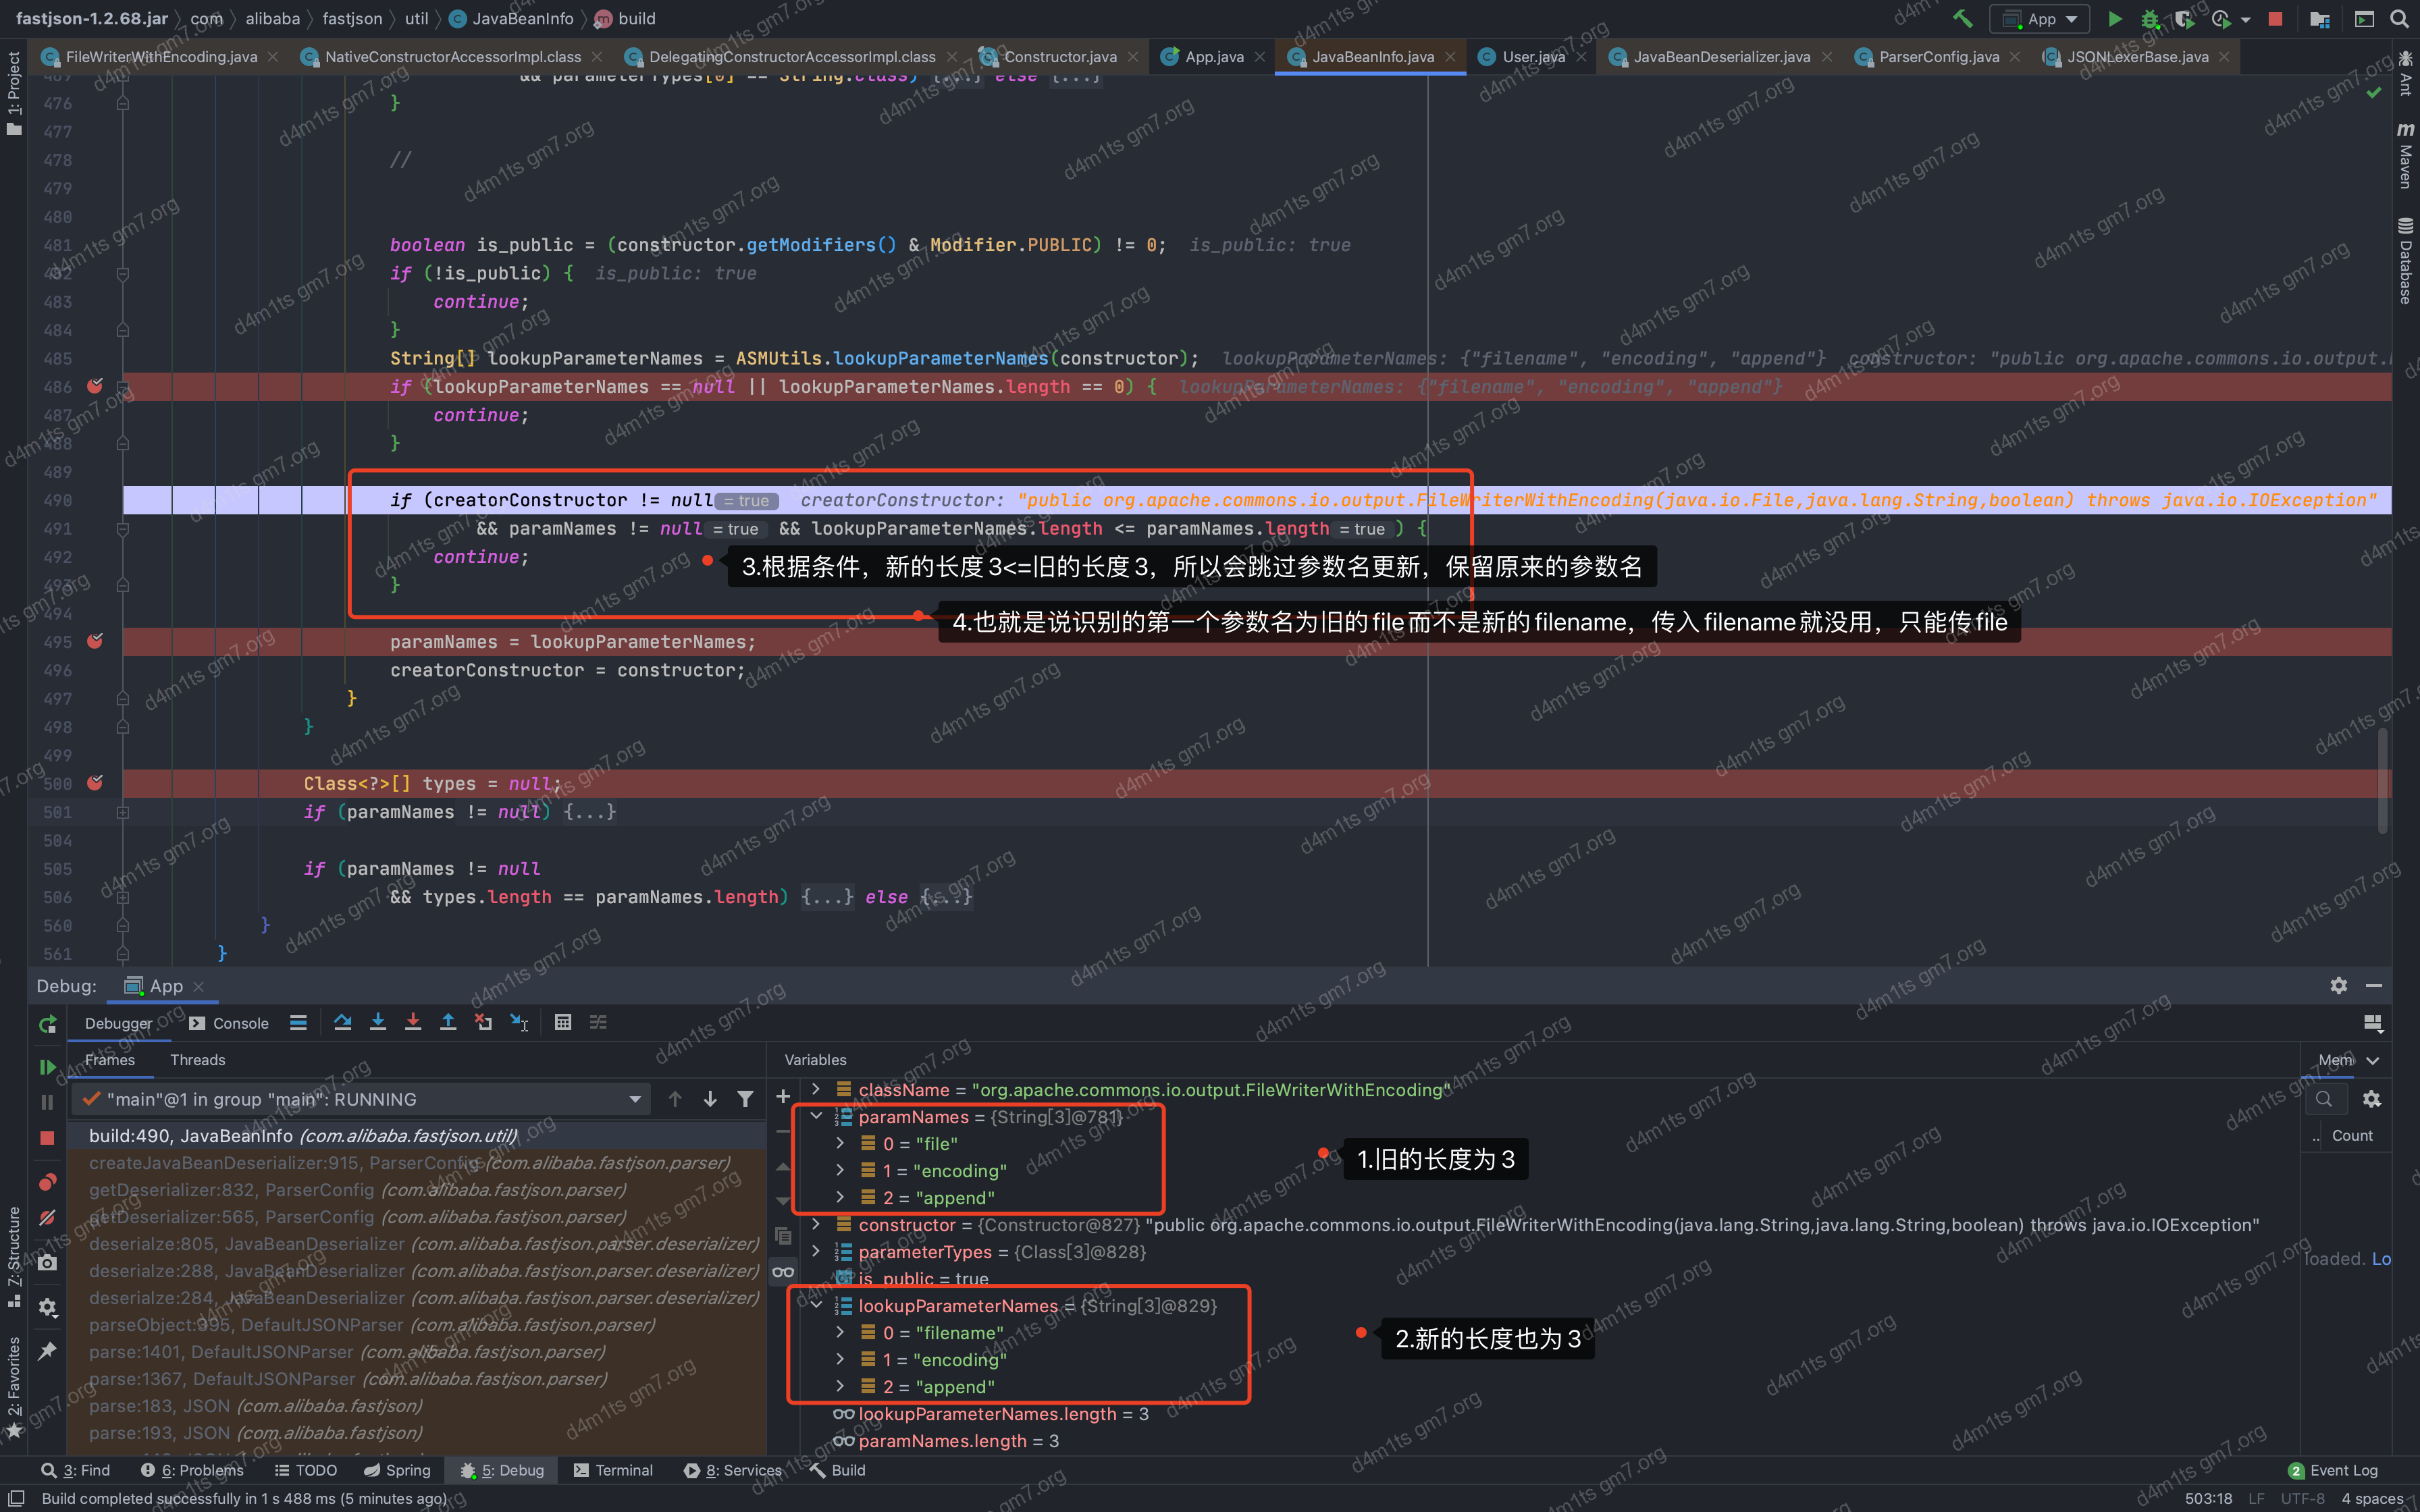 fastjson-1.2.68.jar 〉 com 〉 alibaba 〉 fastjson 〉 util 〉 JavaBeanInfo 〉 build
App
FileWriterWithEncoding.java × NativeConstructorAccessorImpl.class × DelegatingConstructorAccessorImpl.class × Constructor.java × App.java × JavaBeanInfo.java × User.java × JavaBeanDeserializer.java × ParserConfig.java × JSONLexerBase.java ×
&& parameterTypes[0] == String.class) {...} else {...}
476 }
477
478 //
479
480
481 boolean is_public = (constructor.getModifiers() & Modifier.PUBLIC) != 0; is_public: true
482 if (!is_public) { is_public: true
483 continue;
484 }
485 String[] lookupParameterNames = ASMUtils.lookupParameterNames(constructor); lookupParameterNames: {"filename", "encoding", "append"} constructor: "public org.apache.commons.io.output.
486 if (lookupParameterNames == null || lookupParameterNames.length == 0) { lookupParameterNames: {"filename", "encoding", "append"}
487 continue;
488 }
489
490 if (creatorConstructor != null = true creatorConstructor: "public org.apache.commons.io.output.FileWriterWithEncoding(java.io.File,java.lang.String,boolean) throws java.io.IOException"
491 && paramNames != null = true && lookupParameterNames.length <= paramNames.length = true ) {
492 continue;
3.根据条件，新的长度3<=旧的长度3，所以会跳过参数名更新，保留原来的参数名
493 }
494
4.也就是说识别的第一个参数名为旧的file而不是新的filename，传入filename就没用，只能传file
495 paramNames = lookupParameterNames;
496 creatorConstructor = constructor;
497 }
498 }
499
500 Class<?>[] types = null;
501 if (paramNames != null) {...}
504
505 if (paramNames != null
506 && types.length == paramNames.length) {...} else {...}
560 }
561 }
1: Project
7: Structure
2: Favorites
Ant
Maven
Database
Debug: App ×
Debugger Console
Frames Threads
"main"@1 in group "main": RUNNING
build:490, JavaBeanInfo (com.alibaba.fastjson.util)
createJavaBeanDeserializer:915, ParserConfig (com.alibaba.fastjson.parser)
getDeserializer:832, ParserConfig (com.alibaba.fastjson.parser)
getDeserializer:565, ParserConfig (com.alibaba.fastjson.parser)
deserialze:805, JavaBeanDeserializer (com.alibaba.fastjson.parser.deserializer)
deserialze:288, JavaBeanDeserializer (com.alibaba.fastjson.parser.deserializer)
deserialze:284, JavaBeanDeserializer (com.alibaba.fastjson.parser.deserializer)
parseObject:395, DefaultJSONParser (com.alibaba.fastjson.parser)
parse:1401, DefaultJSONParser (com.alibaba.fastjson.parser)
parse:1367, DefaultJSONParser (com.alibaba.fastjson.parser)
parse:183, JSON (com.alibaba.fastjson)
parse:193, JSON (com.alibaba.fastjson)
Variables
className = "org.apache.commons.io.output.FileWriterWithEncoding"
paramNames = {String[3]@781}
0 = "file"
1 = "encoding"
2 = "append"
1.旧的长度为3
constructor = {Constructor@827} "public org.apache.commons.io.output.FileWriterWithEncoding(java.lang.String,java.lang.String,boolean) throws java.io.IOException"
parameterTypes = {Class[3]@828}
is_public = true
lookupParameterNames = {String[3]@829}
0 = "filename"
1 = "encoding"
2 = "append"
2.新的长度也为3
lookupParameterNames.length = 3
paramNames.length = 3
Mem
.. Count
loaded. Lo
3: Find 6: Problems TODO Spring 5: Debug Terminal 8: Services Build
2 Event Log
Build completed successfully in 1 s 488 ms (5 minutes ago)
503:18 LF UTF-8 4 spaces
d4m1ts gm7.org